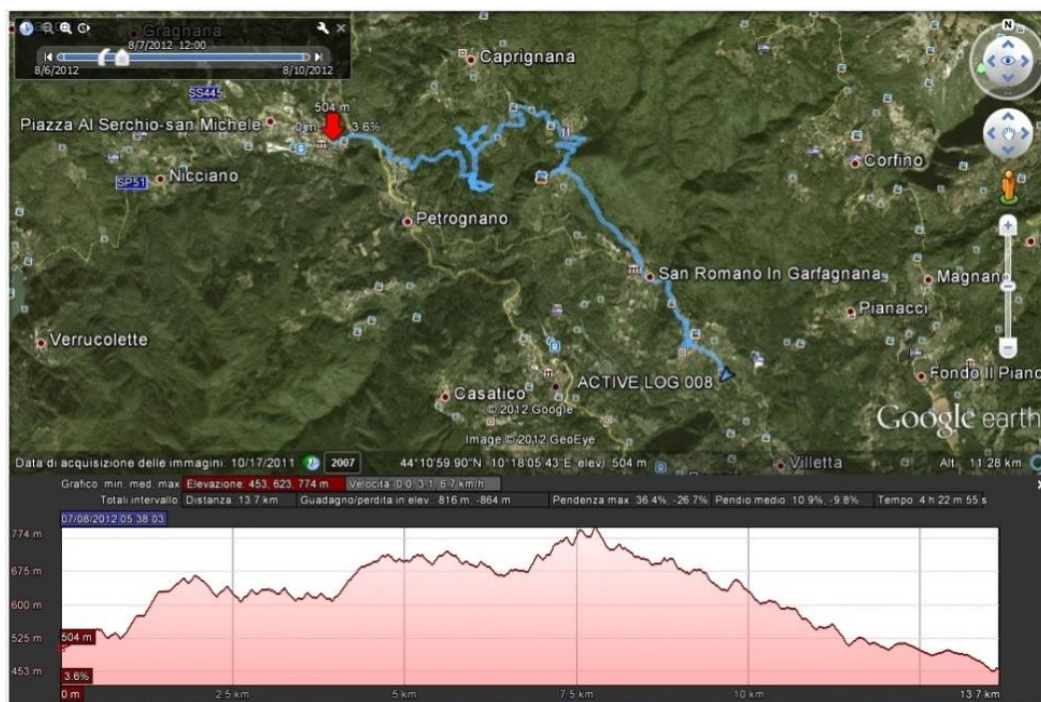 Gragnana
8/7/2012 12:00
8/6/2012 8/10/2012
N
Caprignana
SS445
504 m
Piazza Al Serchio-san Michele
0 m 3.6%
Corfino
SP51
Nicciano
Petrognano
San Romano In Garfagnana
Magnano
Pianacci
Verrucolette
ACTIVE LOG 008
Fondo Il Piano
Casatico
© 2012 Google
Google earth
Image © 2012 GeoEye
Data di acquisizione delle immagini: 10/17/2011 2007 44°10'59.90"N 10°18'05.43"E elev 504 m Villetta Alt 11.28 km
Grafico: min, med, max Elevazione: 453, 623, 774 m Velocità: 0.0, 3.1, 6.7 km/h
Totali intervallo: Distanza: 13.7 km Guadagno/perdita in elev.: 816 m, -864 m Pendenza max: 36.4%, -26.7% Pendio medio: 10.9%, -9.8% Tempo: 4 h 22 m 55 s
07/08/2012 05.38.03
774 m
675 m
600 m
525 m
504 m
453 m
3.6%
0 m 2.5 km 5 km 7.5 km 10 km 13.7 km